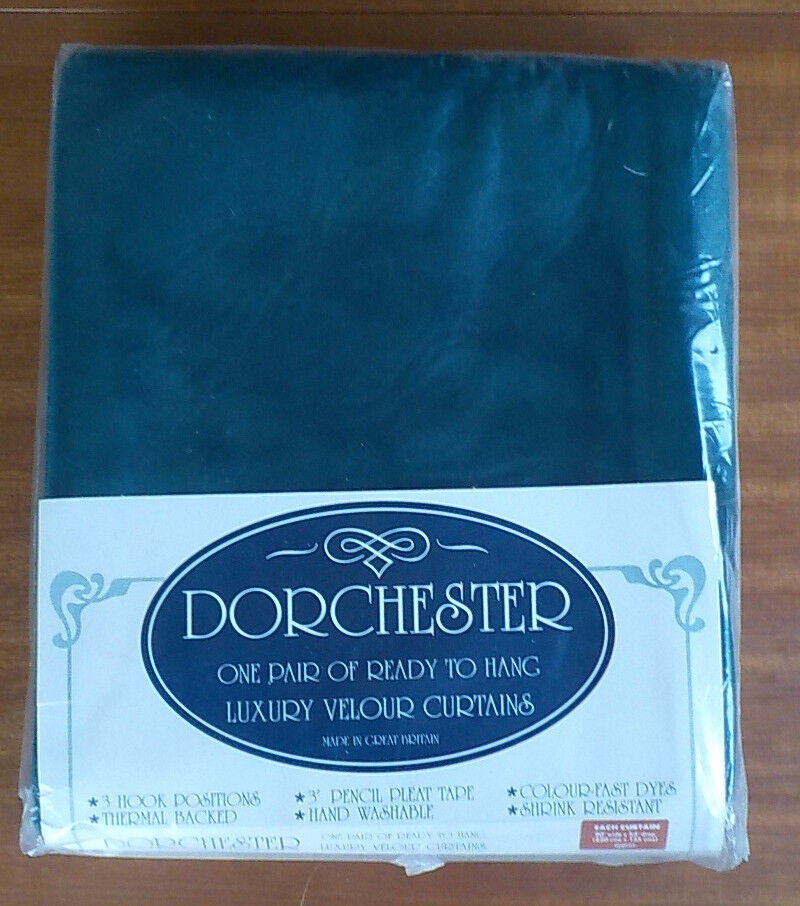 DORCHESTER
ONE PAIR OF READY TO HANG
LUXURY VELOUR CURTAINS
MADE IN GREAT BRITAIN
★3 HOOK POSITIONS ★3" PENCIL PLEAT TAPE ★COLOUR-FAST DYES
★THERMAL BACKED ★HAND WASHABLE ★SHRINK RESISTANT
DORCHESTER
ONE PAIR OF READY TO HANG
LUXURY VELOUR CURTAINS
EACH CURTAIN
approx.